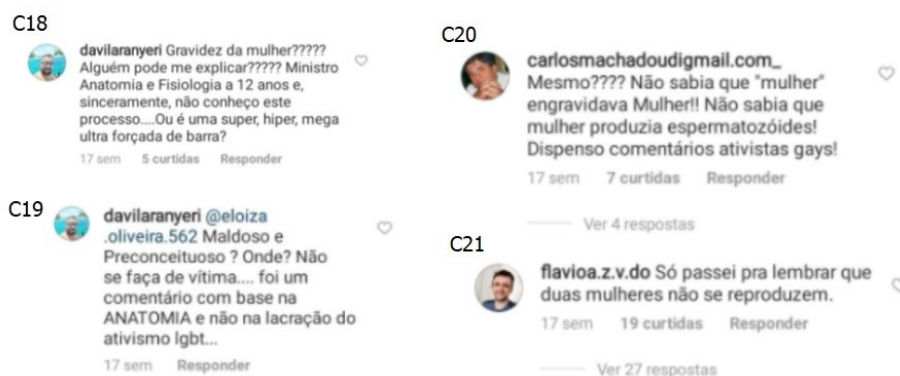 C18
davilaranyeri Gravidez da mulher?????
Alguém pode me explicar????? Ministro
Anatomia e Fisiologia a 12 anos e,
sinceramente, não conheço este
processo....Ou é uma super, hiper, mega
ultra forçada de barra?
17 sem 5 curtidas Responder
C19
davilaranyeri @eloiza
.oliveira.562 Maldoso e
Preconceituoso ? Onde? Não
se faça de vítima.... foi um
comentário com base na
ANATOMIA e não na lacração do
ativismo lgbt...
17 sem Responder
C20
carlosmachadoudigmail.com_
Mesmo???? Não sabia que "mulher"
engravidava Mulher!! Não sabia que
mulher produzia espermatozóides!
Dispenso comentários ativistas gays!
17 sem 7 curtidas Responder
Ver 4 respostas
C21
flavioa.z.v.do Só passei pra lembrar que
duas mulheres não se reproduzem.
17 sem 19 curtidas Responder
Ver 27 respostas